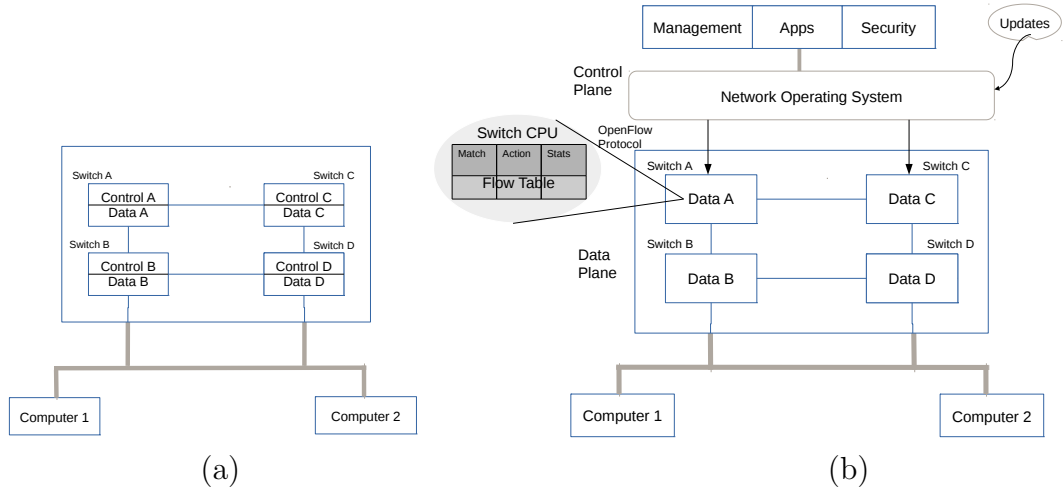 Switch A
Switch C
Control A
Data A
Control C
Data C
Switch B
Switch D
Control B
Data B
Control D
Data D
Computer 1
Computer 2
(a)
Management
Apps
Security
Updates
Control
Plane
Network Operating System
OpenFlow
Protocol
Switch CPU
Match
Action
Stats
Flow Table
Switch A
Switch C
Data A
Data C
Switch B
Switch D
Data
Plane
Data B
Data D
Computer 1
Computer 2
(b)